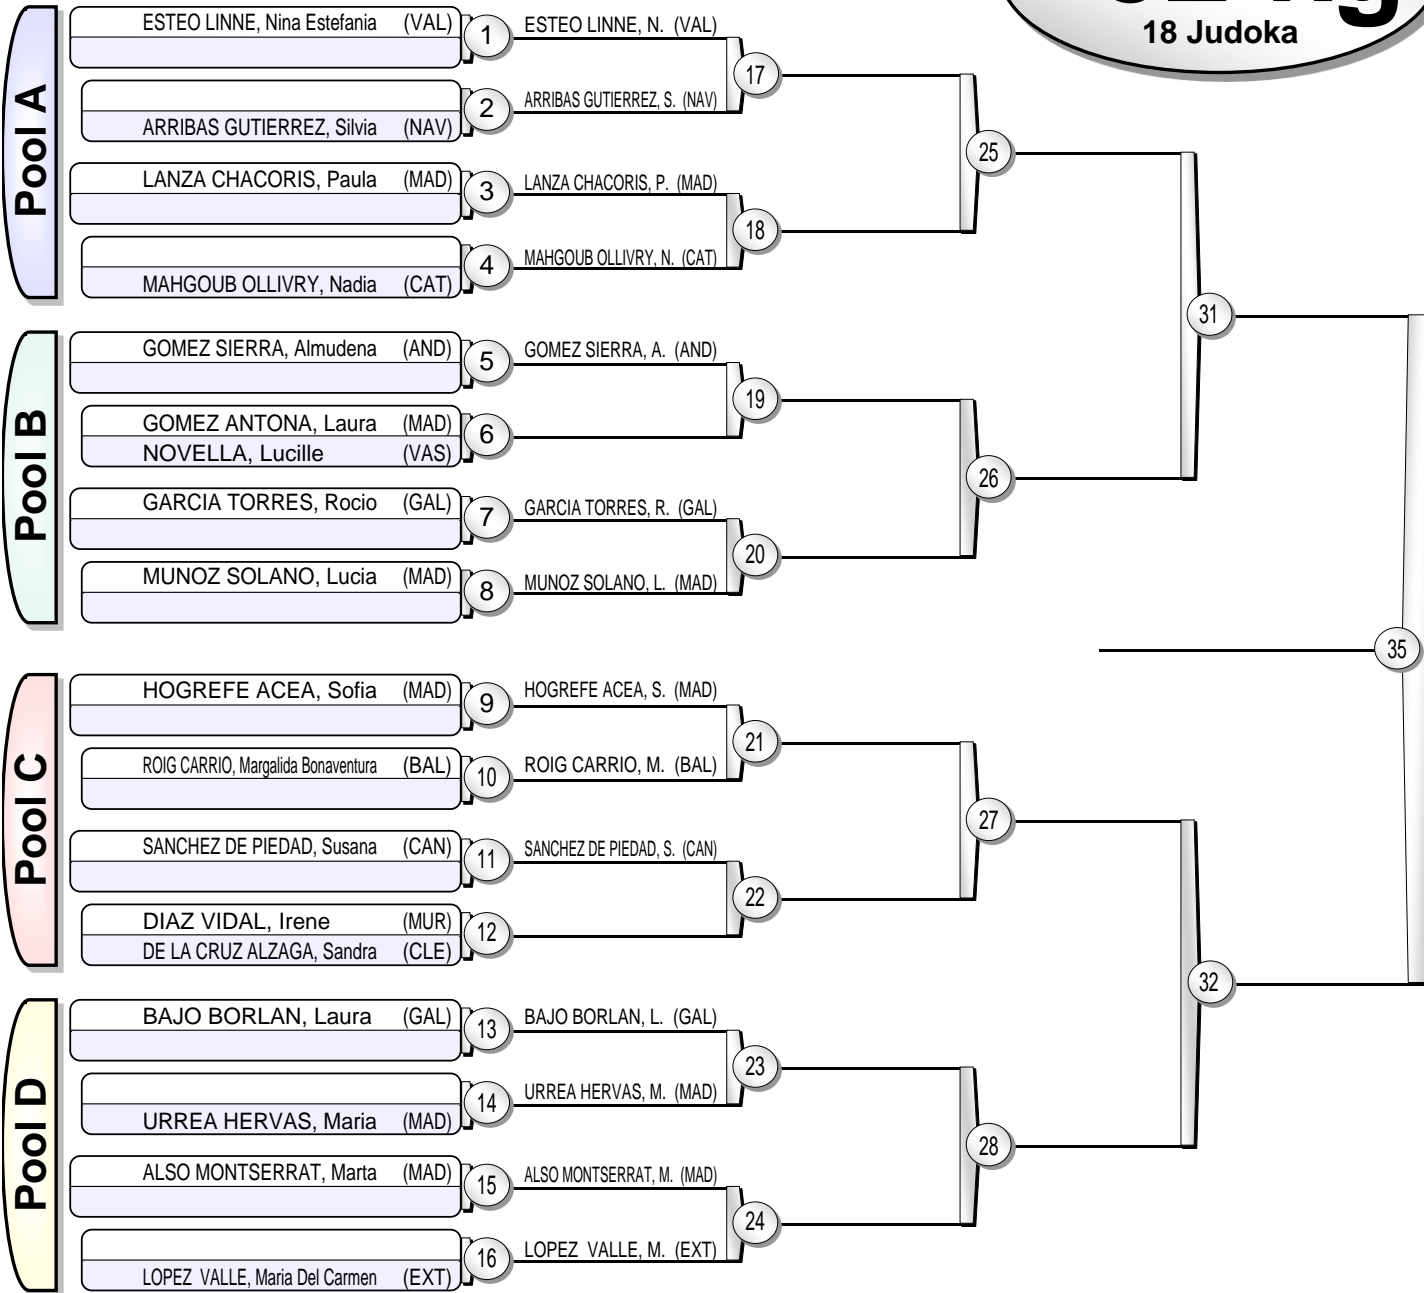 18 Judoka
Pool A
ESTEO LINNE, Nina Estefania (VAL)
1
ESTEO LINNE, N. (VAL)
17
2
ARRIBAS GUTIERREZ, S. (NAV)
ARRIBAS GUTIERREZ, Silvia (NAV)
25
LANZA CHACORIS, Paula (MAD)
3
LANZA CHACORIS, P. (MAD)
18
4
MAHGOUB OLLIVRY, N. (CAT)
MAHGOUB OLLIVRY, Nadia (CAT)
31
Pool B
GOMEZ SIERRA, Almudena (AND)
5
GOMEZ SIERRA, A. (AND)
19
GOMEZ ANTONA, Laura (MAD)
6
NOVELLA, Lucille (VAS)
26
GARCIA TORRES, Rocio (GAL)
7
GARCIA TORRES, R. (GAL)
20
MUNOZ SOLANO, Lucia (MAD)
8
MUNOZ SOLANO, L. (MAD)
35
Pool C
HOGREFE ACEA, Sofia (MAD)
9
HOGREFE ACEA, S. (MAD)
21
ROIG CARRIO, Margalida Bonaventura (BAL)
10
ROIG CARRIO, M. (BAL)
27
SANCHEZ DE PIEDAD, Susana (CAN)
11
SANCHEZ DE PIEDAD, S. (CAN)
22
DIAZ VIDAL, Irene (MUR)
12
DE LA CRUZ ALZAGA, Sandra (CLE)
32
Pool D
BAJO BORLAN, Laura (GAL)
13
BAJO BORLAN, L. (GAL)
23
14
URREA HERVAS, M. (MAD)
URREA HERVAS, Maria (MAD)
28
ALSO MONTSERRAT, Marta (MAD)
15
ALSO MONTSERRAT, M. (MAD)
24
16
LOPEZ VALLE, M. (EXT)
LOPEZ VALLE, Maria Del Carmen (EXT)